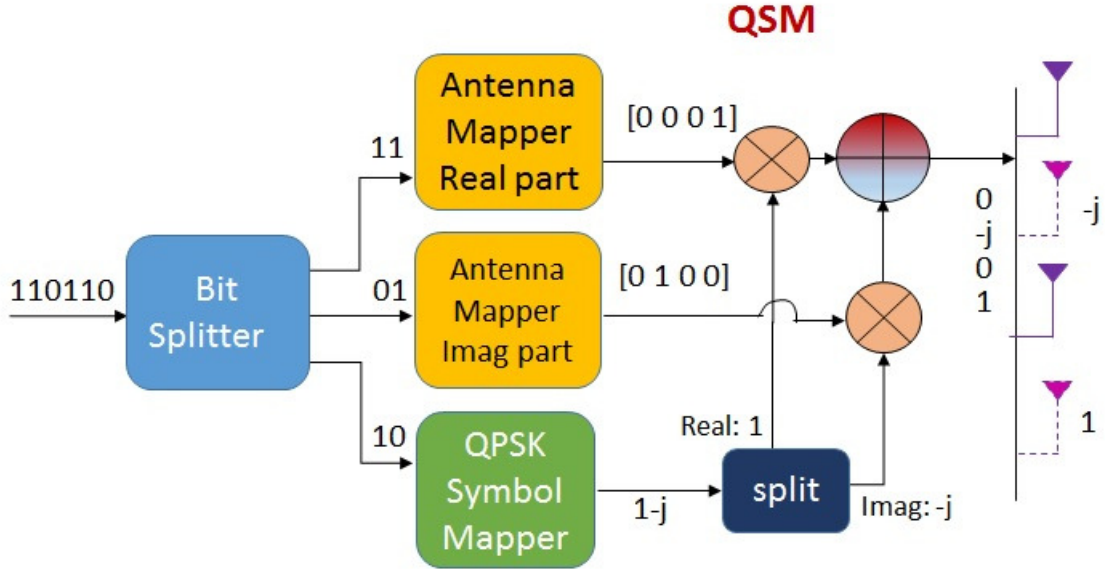 QSM
Antenna
Mapper
Real part
11
[0 0 0 1]
110110
Bit
Splitter
01
Antenna
Mapper
Imag part
[0 1 0 0]
10
QPSK
Symbol
Mapper
1-j
Real: 1
split
Imag: -j
0
-j
0
1
-j
1